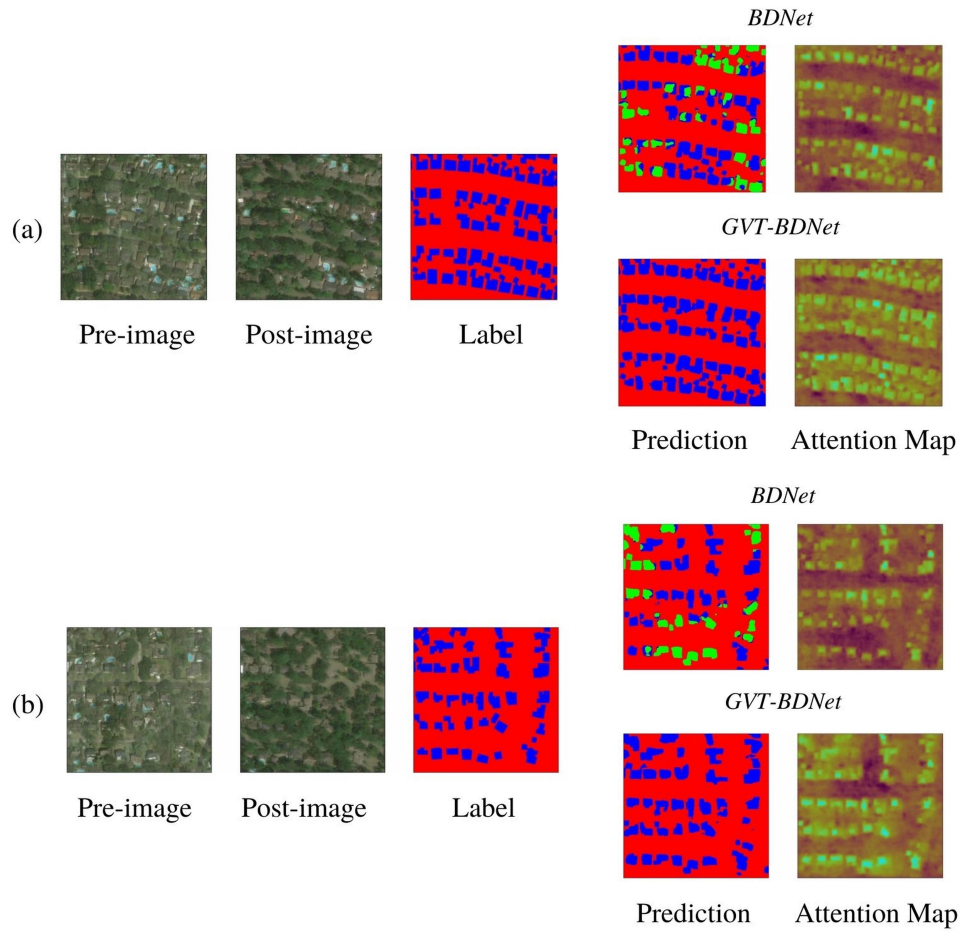 BDNet
(a)
GVT-BDNet
Pre-image Post-image Label
Prediction Attention Map
BDNet
(b)
GVT-BDNet
Pre-image Post-image Label
Prediction Attention Map